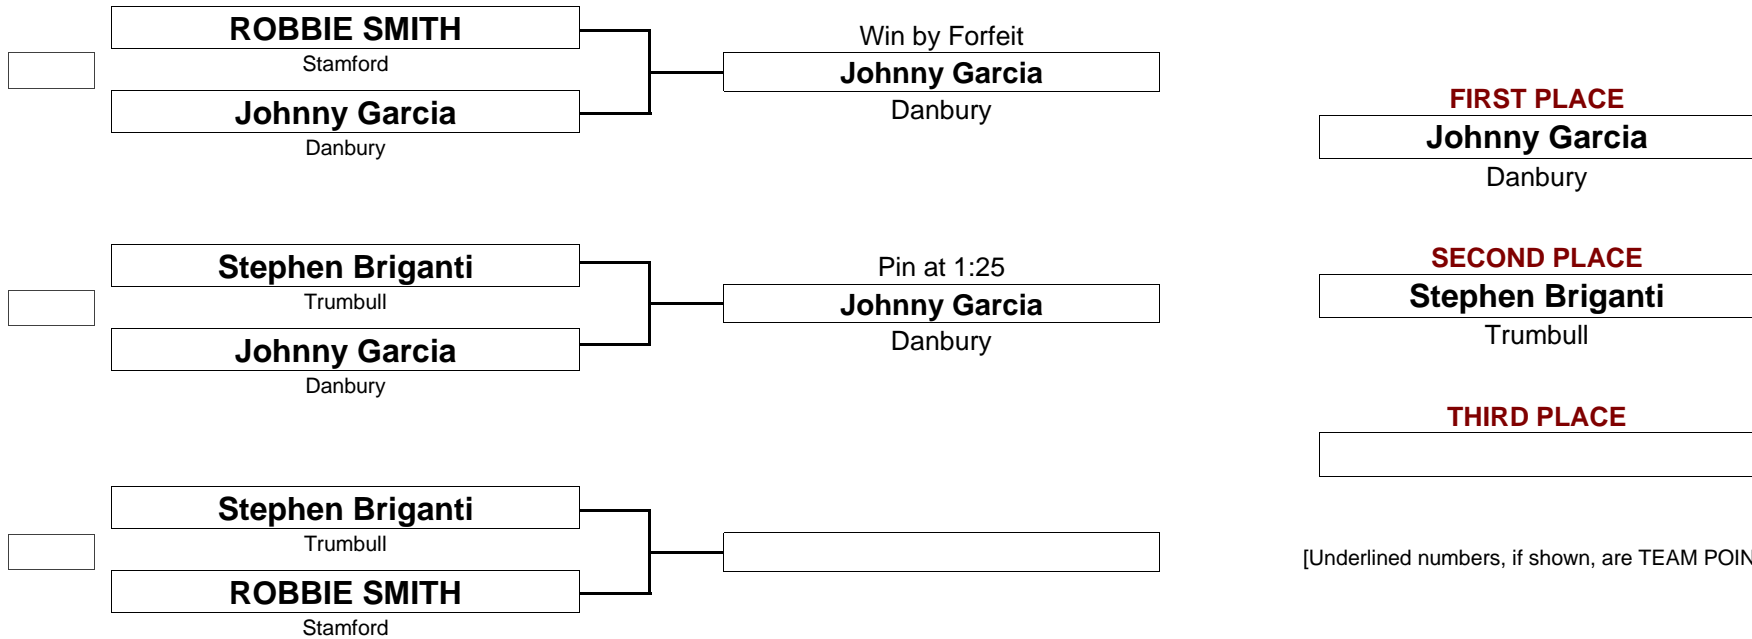 ROBBIE SMITH
Stamford
Johnny Garcia
Danbury
Win by Forfeit
Johnny Garcia
Danbury
Stephen Briganti
Trumbull
Johnny Garcia
Danbury
Pin at 1:25
Johnny Garcia
Danbury
Stephen Briganti
Trumbull
ROBBIE SMITH
Stamford
FIRST PLACE
Johnny Garcia
Danbury
SECOND PLACE
Stephen Briganti
Trumbull
THIRD PLACE
[Underlined numbers, if shown, are TEAM POIN